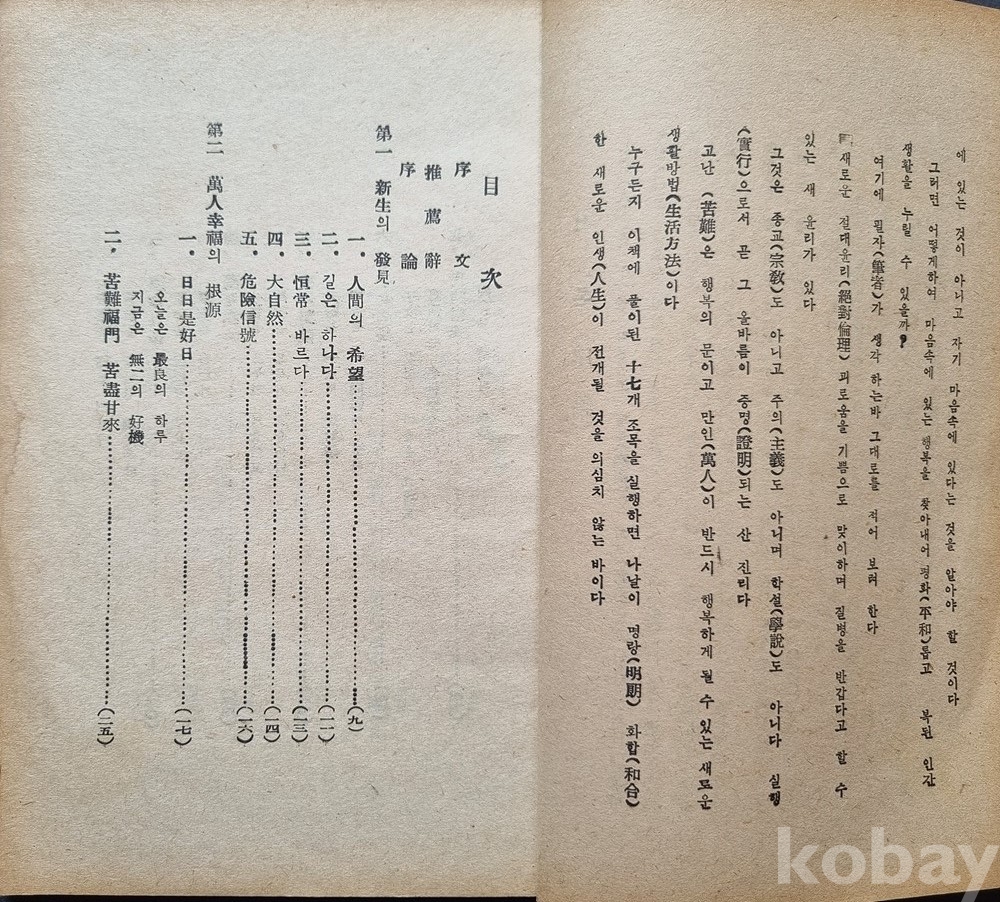 에 있는 것이 아니고 자기 마음속에 있다는 것을 알아야 할 것이다
그러면 어떻게하여 마음속에 있는 행복을 찾아내어 평화(平和)롭고 복된 인간
생활을 누릴 수 있을까?
여기에 필자(筆者)가 생각 하는바 그대로를 적어 보려 한다
새로운 절대윤리(絕對倫理) 괴로움을 기쁨으로 맞이하며 질병을 반갑다고 할 수
있는 새 윤리가 있다
그것은 종교(宗敎)도 아니고 주의(主義)도 아니며 학설(學說)도 아니다 실행
(實行)으로서 곧 그 올바름이 증명(證明)되는 산 진리다
고난(苦難)은 행복의 문이고 만인(萬人)이 반드시 행복하게 될 수 있는 새로운
생활방법(生活方法)이다
누구든지 이책에 풀이된 十七개 조목을 실행하면 나날이 명랑(明朗) 화합(和合)
한 새로운 인생(人生)이 전개될 것을 의심치 않는 바이다
目次
序文
推薦辭
序論
第一 新生의 發見
一. 人間의 希望(九)
二. 길은 하나다(一一)
三. 恒常 바르다(一三)
四. 大自然(一四)
五. 危險信號(一六)
第二 萬人幸福의 根源
一. 日日是好日(一七)
오늘은 最良의 하루
지금은 無二의 好機
二. 苦難福門 苦盡甘來(二五)
kobay